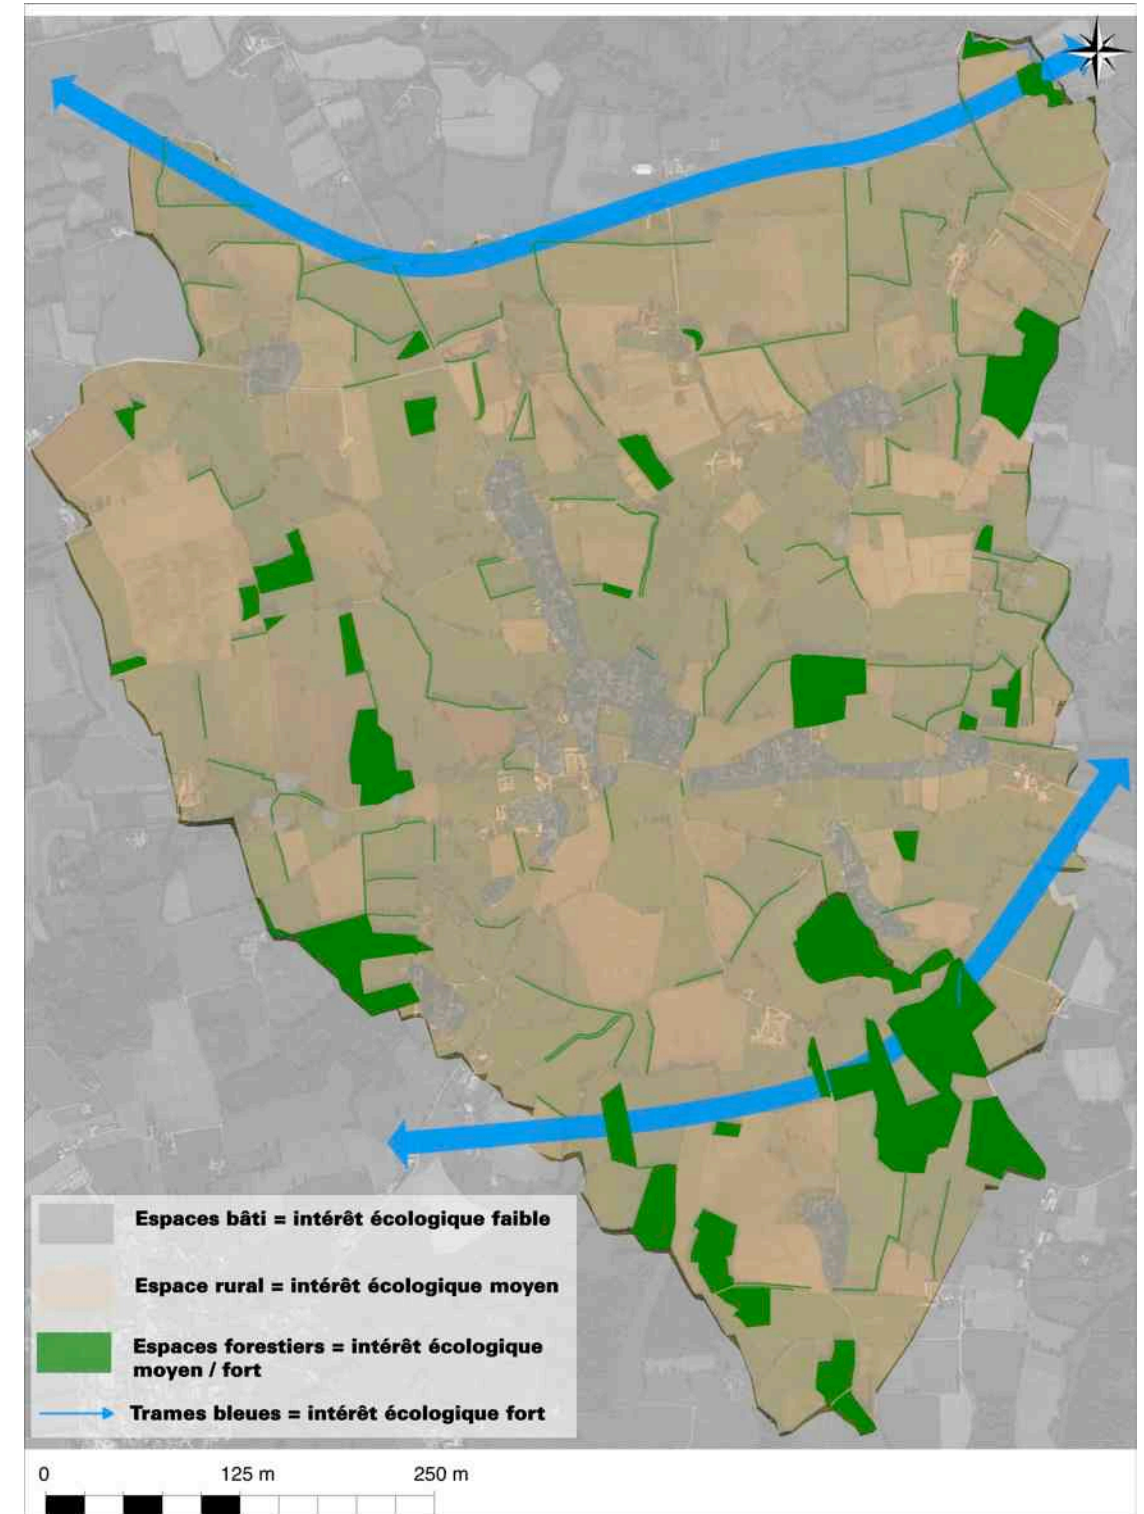 Espaces bâti = intérêt écologique faible
Espace rural = intérêt écologique moyen
Espaces forestiers = intérêt écologique
moyen / fort
Trames bleues = intérêt écologique fort
0 125 m 250 m